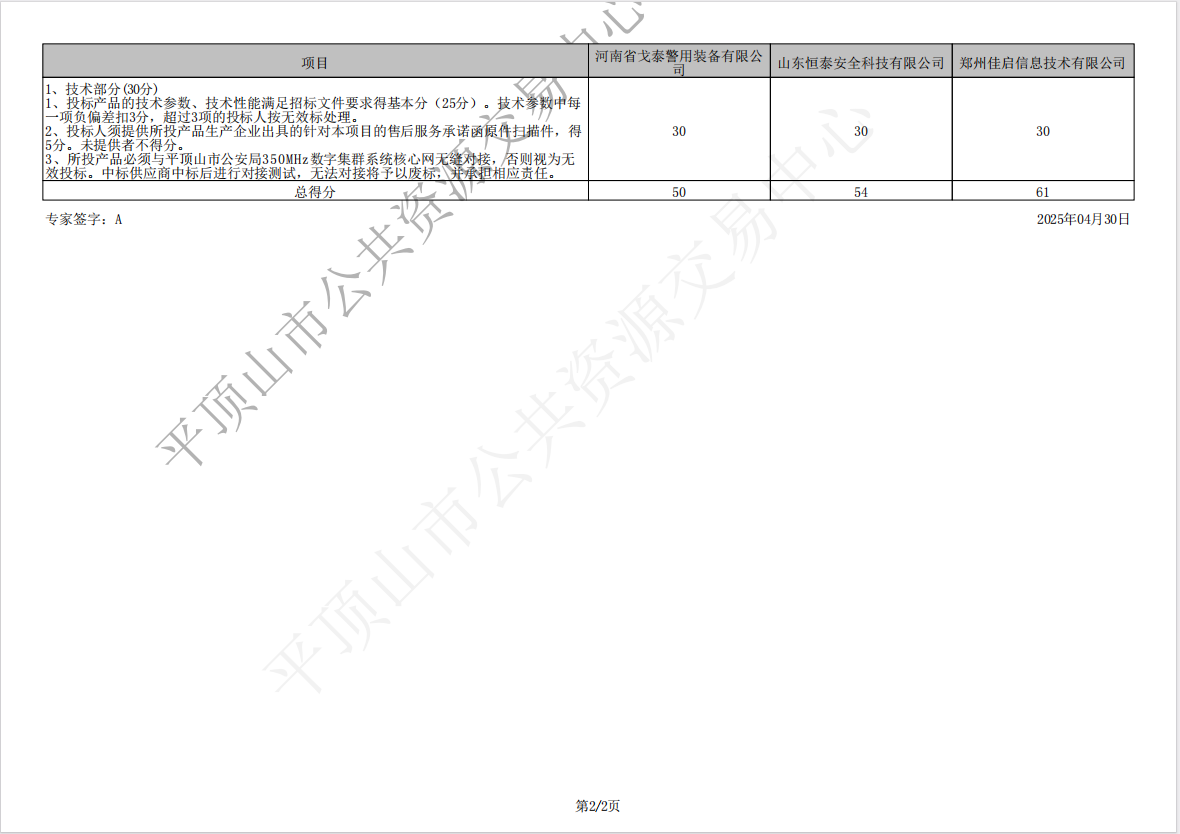 项目
河南省戈泰警用装备有限公
司
山东恒泰安全科技有限公司
郑州佳启信息技术有限公司
1、技术部分(30分)
1、投标产品的技术参数、技术性能满足招标文件要求得基本分（25分）。技术参数中每
一项负偏差扣3分，超过3项的投标人按无效标处理。
2、投标人须提供所投产品生产企业出具的针对本项目的售后服务承诺函原件扫描件，得
5分。未提供者不得分。
3、所投产品必须与平顶山市公安局350MHz数字集群系统核心网无缝对接，否则视为无
效投标。中标供应商中标后进行对接测试，无法对接将予以废标，并承担相应责任。
30
30
30
总得分
50
54
61
专家签字：A
2025年04月30日
平顶山市公共资源交易中心
平顶山市公共资源交易中心
第2/2页